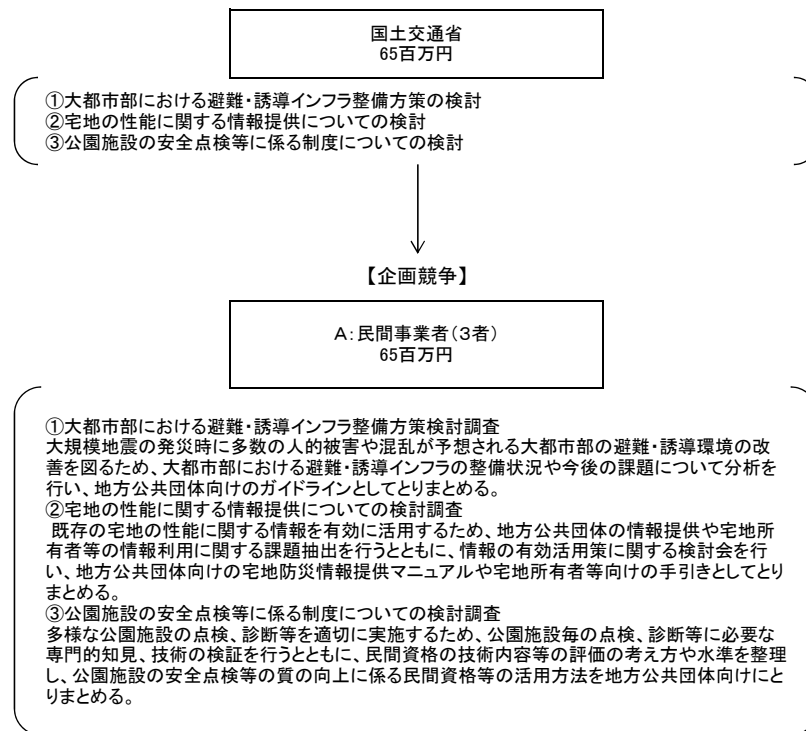 国土交通省
65百万円
①大都市部における避難・誘導インフラ整備方策の検討
②宅地の性能に関する情報提供についての検討
③公園施設の安全点検等に係る制度についての検討
【企画競争】
A:民間事業者(3者)
65百万円
①大都市部における避難・誘導インフラ整備方策検討調査
大規模地震の発災時に多数の人的被害や混乱が予想される大都市部の避難・誘導環境の改
善を図るため、大都市部における避難・誘導インフラの整備状況や今後の課題について分析を
行い、地方公共団体向けのガイドラインとしてとりまとめる。
②宅地の性能に関する情報提供についての検討調査
既存の宅地の性能に関する情報を有効に活用するため、地方公共団体の情報提供や宅地所
有者等の情報利用に関する課題抽出を行うとともに、情報の有効活用策に関する検討会を行
い、地方公共団体向けの宅地防災情報提供マニュアルや宅地所有者等向けの手引きとしてとり
まとめる。
③公園施設の安全点検等に係る制度についての検討調査
多様な公園施設の点検、診断等を適切に実施するため、公園施設毎の点検、診断等に必要な
専門的知見、技術の検証を行うとともに、民間資格の技術内容等の評価の考え方や水準を整理
し、公園施設の安全点検等の質の向上に係る民間資格等の活用方法を地方公共団体向けにと
りまとめる。